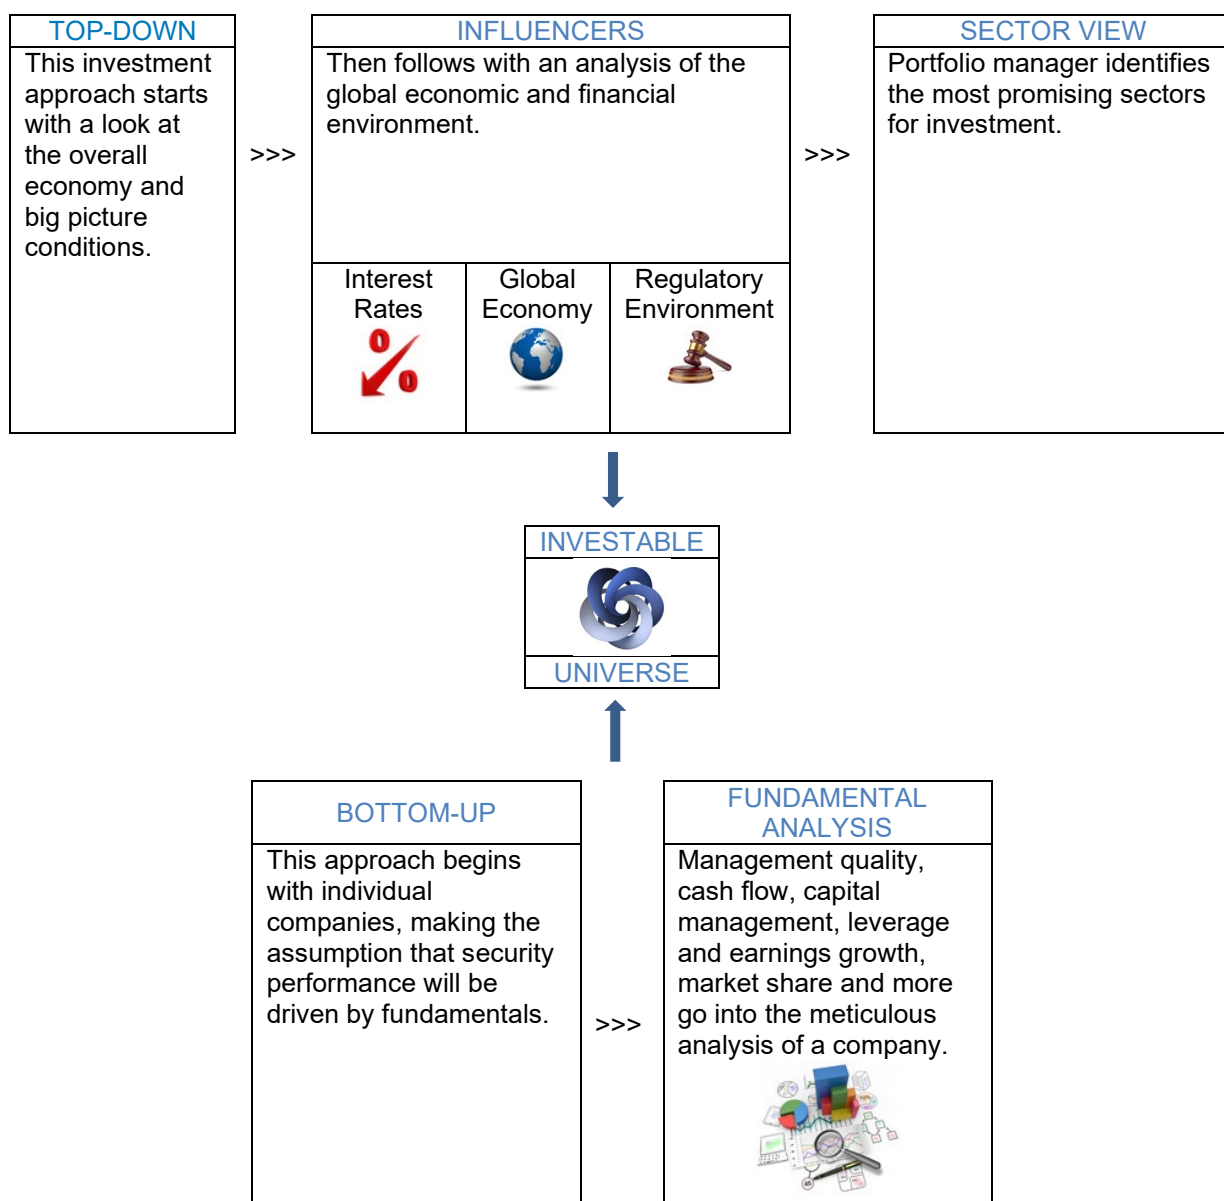 TOP-DOWN
This investment
approach starts
with a look at
the overall
economy and
big picture
conditions.
>>>
INFLUENCERS
Then follows with an analysis of the
global economic and financial
environment.
Interest
Rates
Global
Economy
Regulatory
Environment
>>>
SECTOR VIEW
Portfolio manager identifies
the most promising sectors
for investment.
INVESTABLE
UNIVERSE
BOTTOM-UP
This approach begins
with individual
companies, making the
assumption that security
performance will be
driven by fundamentals.
>>>
FUNDAMENTAL
ANALYSIS
Management quality,
cash flow, capital
management, leverage
and earnings growth,
market share and more
go into the meticulous
analysis of a company.